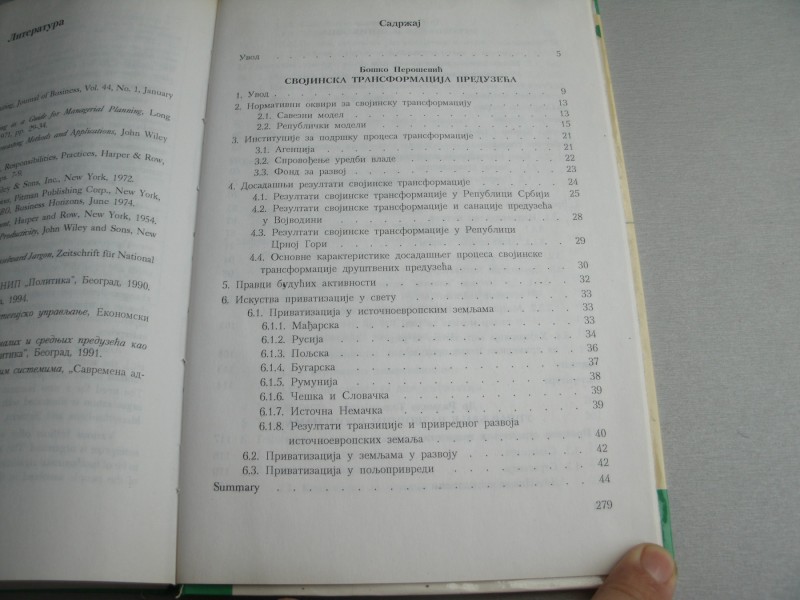 Литература
Journal of Business, Vol. 44, No. 1, January
as a Guide for Managerial Planning, Long
29-34.
Methods and Applications, John Wiley
Responsibilities, Practices, Harper & Row,
7-8.
& Sons, Inc., New York, 1972.
Pitman Publishing Corp., New York,
Business Horizons, June 1974.
Harper and Row, New York, 1954.
Productivity, John Wiley and Sons, New
Jargon, Zeitschrift für National
НИП „Политика", Београд, 1990.
1994.
управљање, Економски
малих и средњих предузећа као
Београд, 1991.
системима, „Савремена ад-
Садржај
Увод . . . 5
Бошко Нерошевић
СВОЈИНСКА ТРАНСФОРМАЦИЈА ПРЕДУЗЕЋА
1. Увод . . . 9
2. Нормативни оквири за својинску трансформацију . . . 13
2.1. Савезни модел . . . 13
2.2. Републички модели . . . 15
3. Институције за подршку процеса трансформације . . . 21
3.1. Агенција . . . 21
3.2. Спровођење уредби владе . . . 22
3.3. Фонд за развој . . . 23
4. Досадашњи резултати својинске трансформације . . . 24
4.1. Резултати својинске трансформације у Републици Србији 25
4.2. Резултати својинске трансформације и санације предузећа
у Војводини . . . 28
4.3. Резултати својинске трансформације у Републици
Црној Гори . . . 29
4.4. Основне карактеристике досадашњег процеса својинске
трансформације друштвених предузећа . . . 30
5. Правци будућих активности . . . 32
6. Искуства приватизације у свету . . . 33
6.1. Приватизација у источноевропским земљама . . . 33
6.1.1. Мађарска . . . 33
6.1.2. Русија . . . 34
6.1.3. Пољска . . . 36
6.1.4. Бугарска . . . 37
6.1.5. Румунија . . . 38
6.1.6. Чешка и Словачка . . . 39
6.1.7. Источна Немачка . . . 39
6.1.8. Резултати транзиције и привредног развоја
источноевропских земаља . . . 40
6.2. Приватизација у земљама у развоју . . . 42
6.3. Приватизација у пољопривреди . . . 42
Summary . . . 44
279